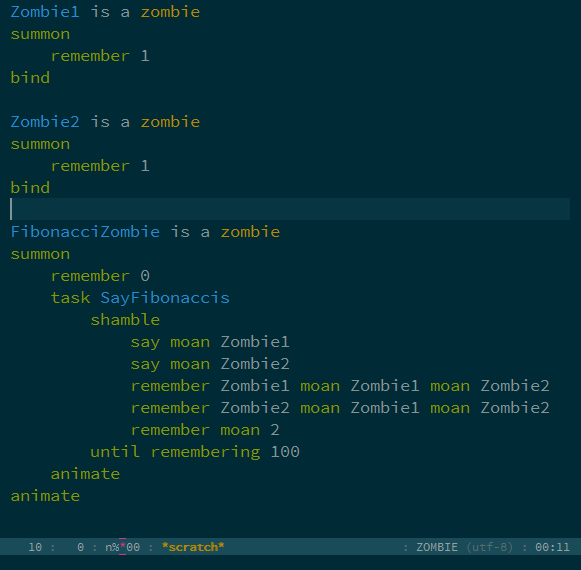 Zombie1 is a zombie
summon
    remember 1
bind

Zombie2 is a zombie
summon
    remember 1
bind

FibonacciZombie is a zombie
summon
    remember 0
    task SayFibonaccis
        shamble
            say moan Zombie1
            say moan Zombie2
            remember Zombie1 moan Zombie1 moan Zombie2
            remember Zombie2 moan Zombie1 moan Zombie2
            remember moan 2
        until remembering 100
    animate
animate
10 :   0 : n%*00 : *scratch* : ZOMBIE (utf-8) : 00:11